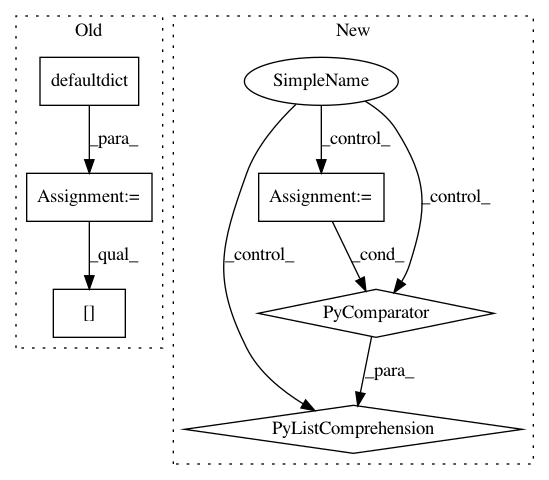 Old
New
defaultdict
SimpleName
_para_
_control_
Assignment:=
Assignment:=
_control_
_qual_
_control_
_cond_
[]
PyComparator
_para_
PyListComprehension